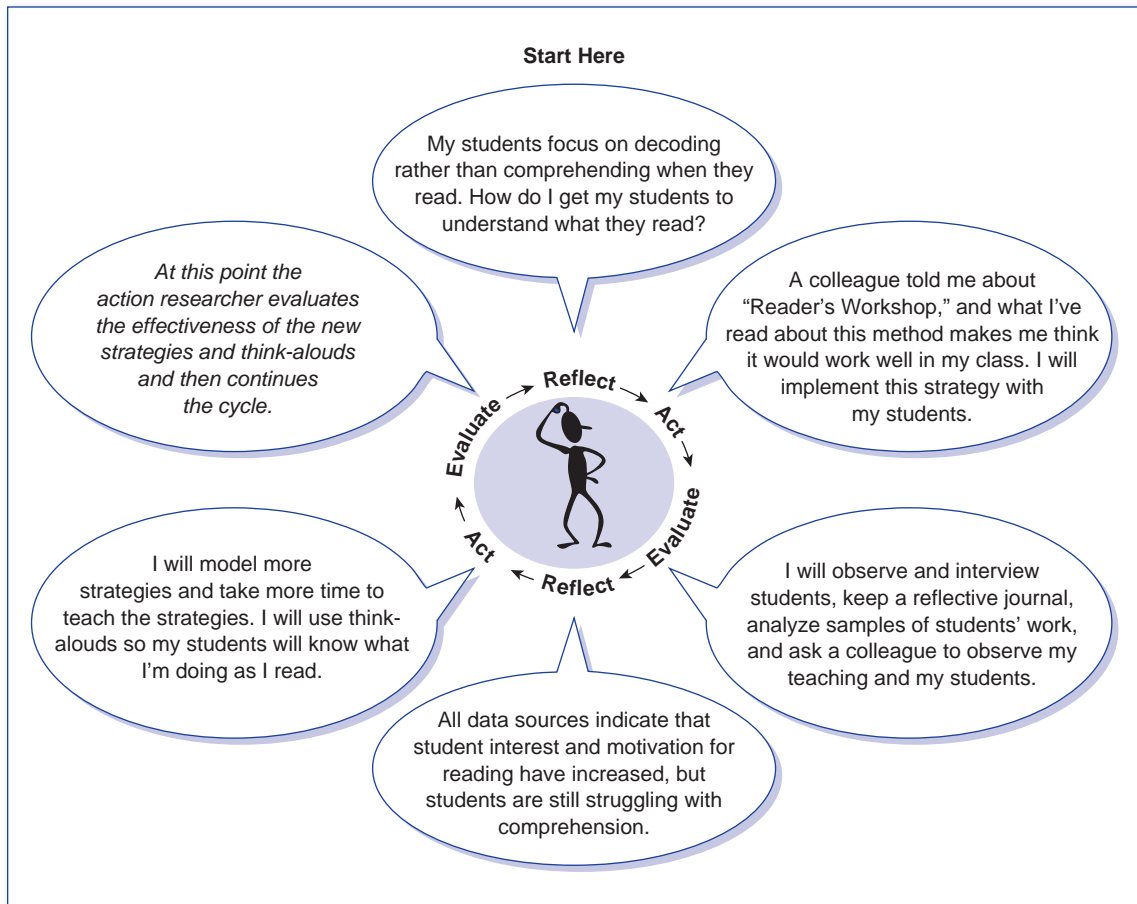 Start Here
My students focus on decoding
rather than comprehending when they
read. How do I get my students to
understand what they read?
A colleague told me about
“Reader’s Workshop,” and what I’ve
read about this method makes me think
it would work well in my class. I will
implement this strategy with
my students.
I will observe and interview
students, keep a reflective journal,
analyze samples of students’ work,
and ask a colleague to observe my
teaching and my students.
All data sources indicate that
student interest and motivation for
reading have increased, but
students are still struggling with
comprehension.
I will model more
strategies and take more time to
teach the strategies. I will use think-
alouds so my students will know what
I’m doing as I read.
At this point the
action researcher evaluates
the effectiveness of the new
strategies and think-alouds
and then continues
the cycle.
Reflect
Act
Evaluate
Reflect
Act
Evaluate